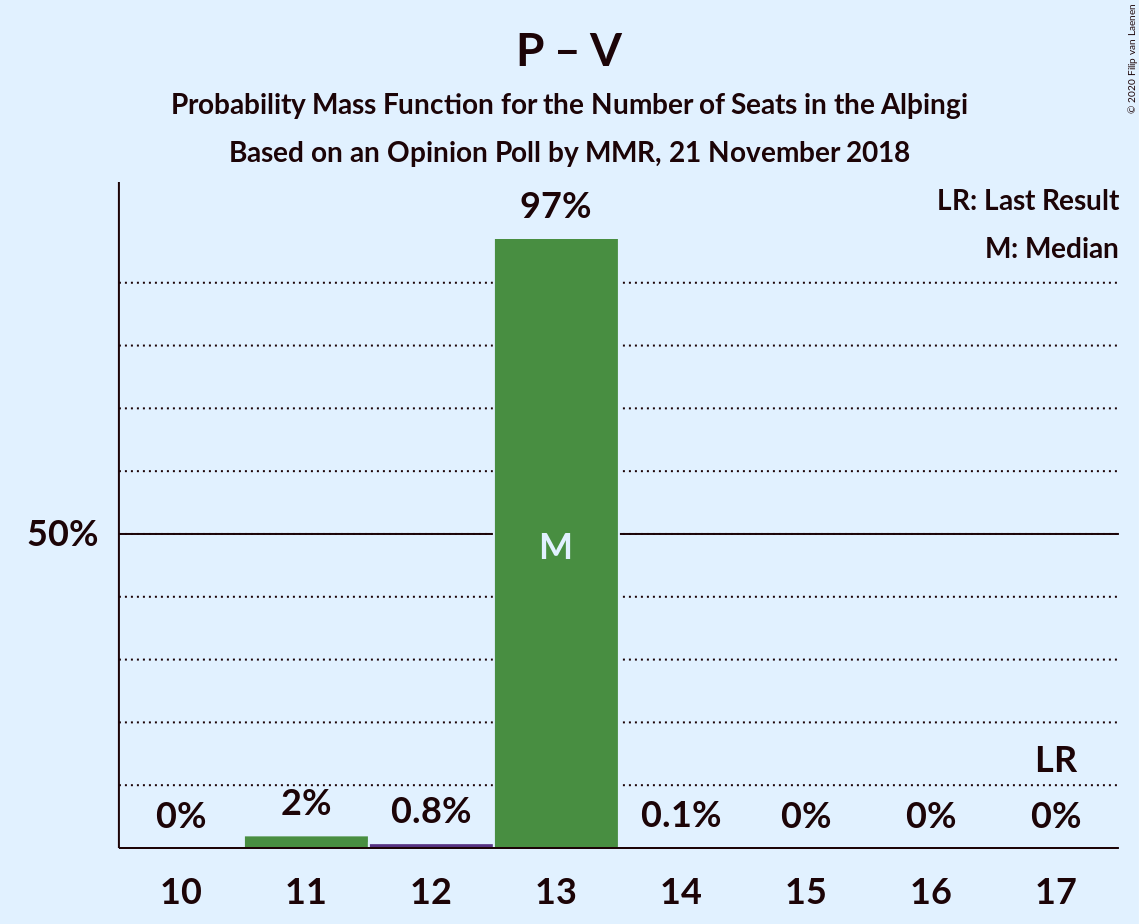 P – V
Probability Mass Function for the Number of Seats in the Alþingi
Based on an Opinion Poll by MMR, 21 November 2018
© 2020 Filip van Laenen
LR: Last Result
M: Median
97%
50%
M
LR
0%
2%
0.8%
0.1%
0%
0%
0%
10
11
12
13
14
15
16
17